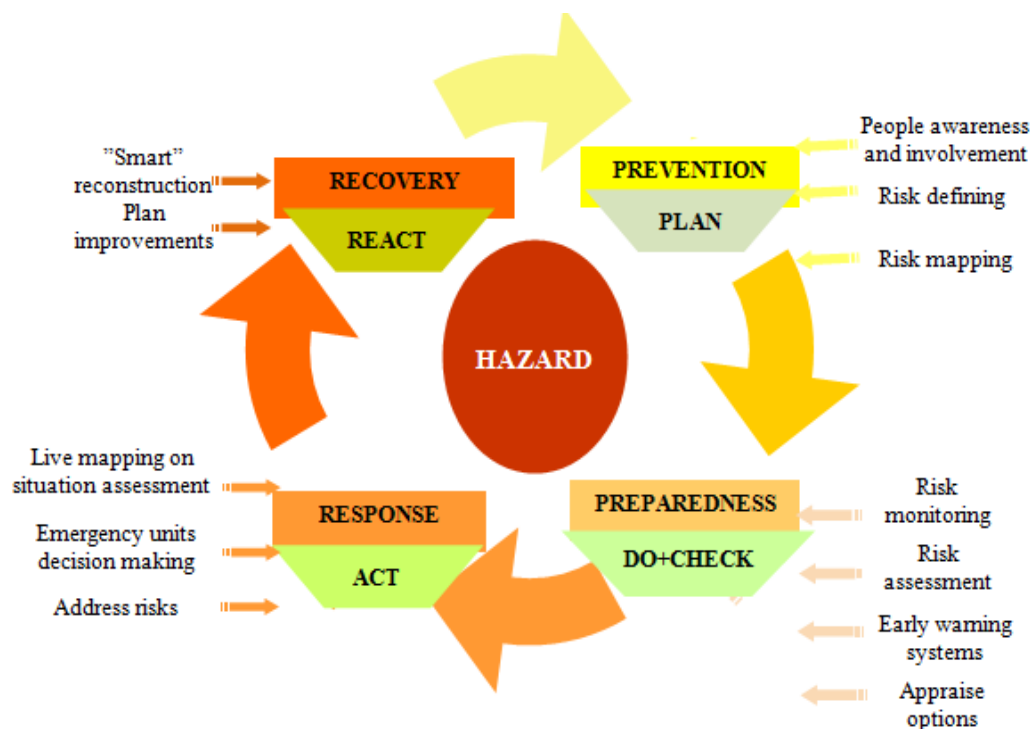 ”Smart”
reconstruction
Plan
improvements
RECOVERY
REACT
PREVENTION
PLAN
People awareness
and involvement
Risk defining
Risk mapping
HAZARD
Live mapping on
situation assessment
Emergency units
decision making
Address risks
RESPONSE
ACT
PREPAREDNESS
DO+CHECK
Risk
monitoring
Risk
assessment
Early warning
systems
Appraise
options